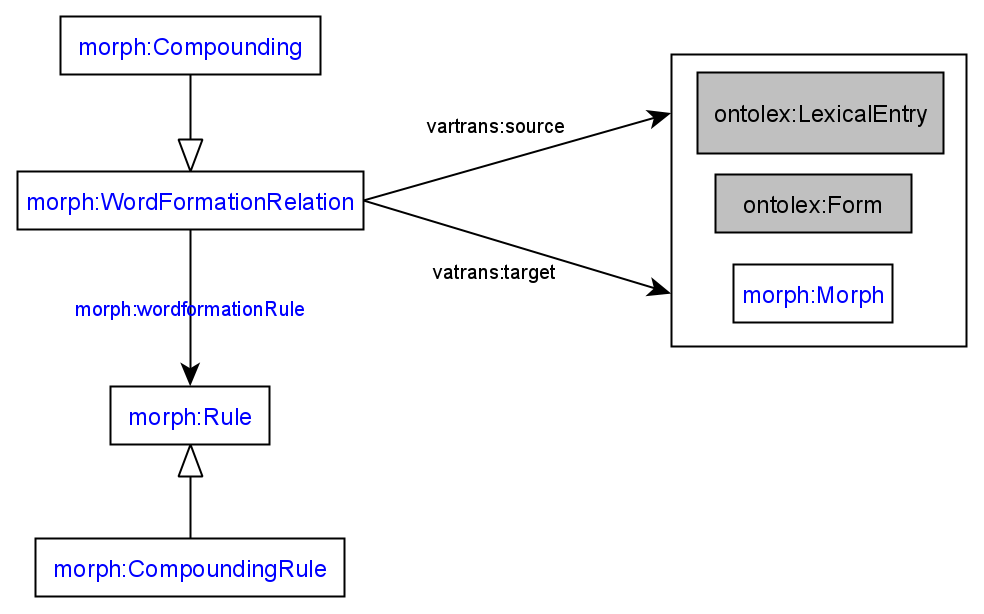 morph:Compounding
ontolex:LexicalEntry
vartrans:source
morph:WordFormationRelation
ontolex:Form
vatrans:target
morph:Morph
morph:wordformationRule
morph:Rule
morph:CompoundingRule